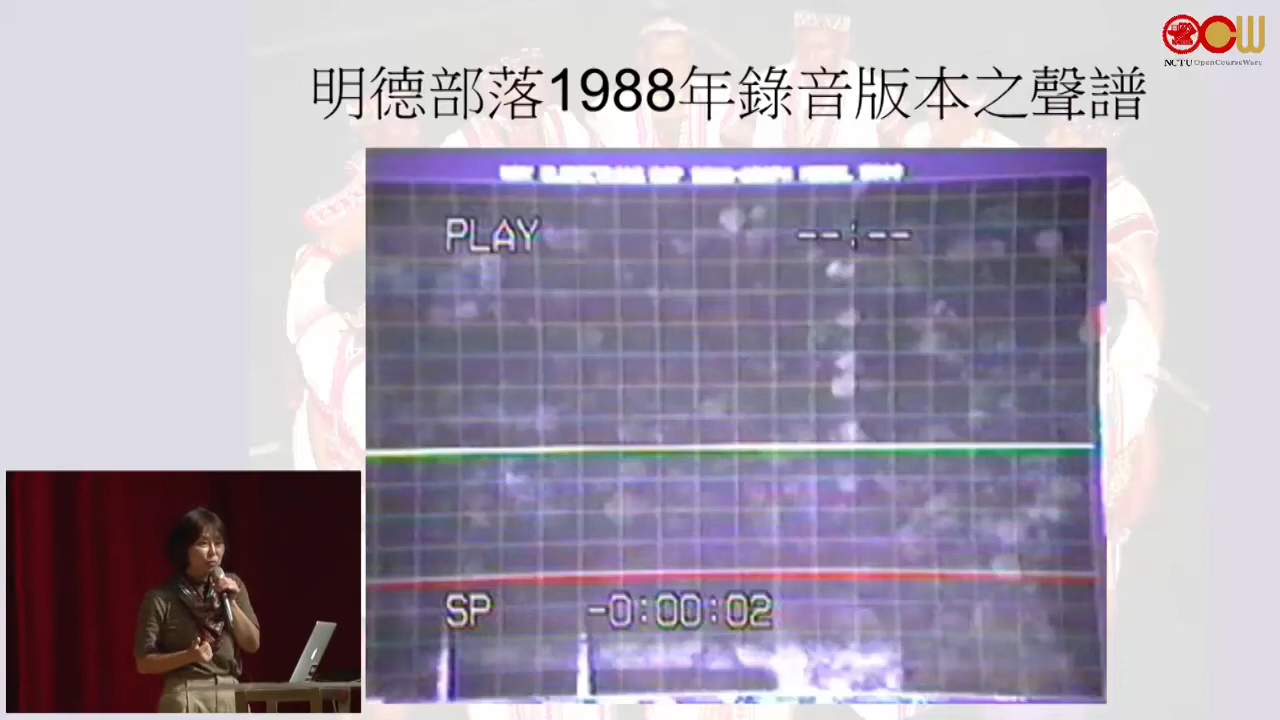 OCW
NCTU OpenCourseWare
明德部落1988年錄音版本之聲譜
PLAY --:--
SP -0:00:02